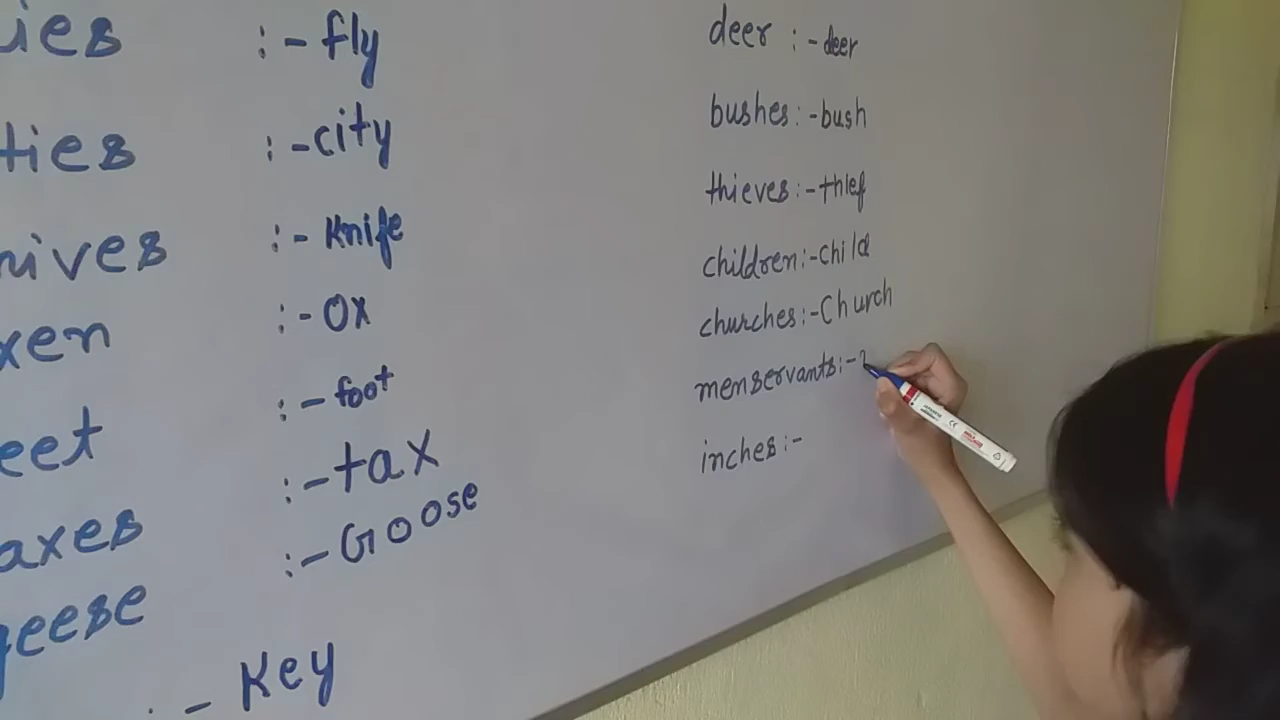 ies :- fly
ties :- city
nives :- Knife
xen :- Ox
eet :- foot
axes :- tax
geese :- Goose
:- Key
deer :- deer
bushes :- bush
thieves :- thief
children :- child
churches :- Church
menservants :-
inches :-